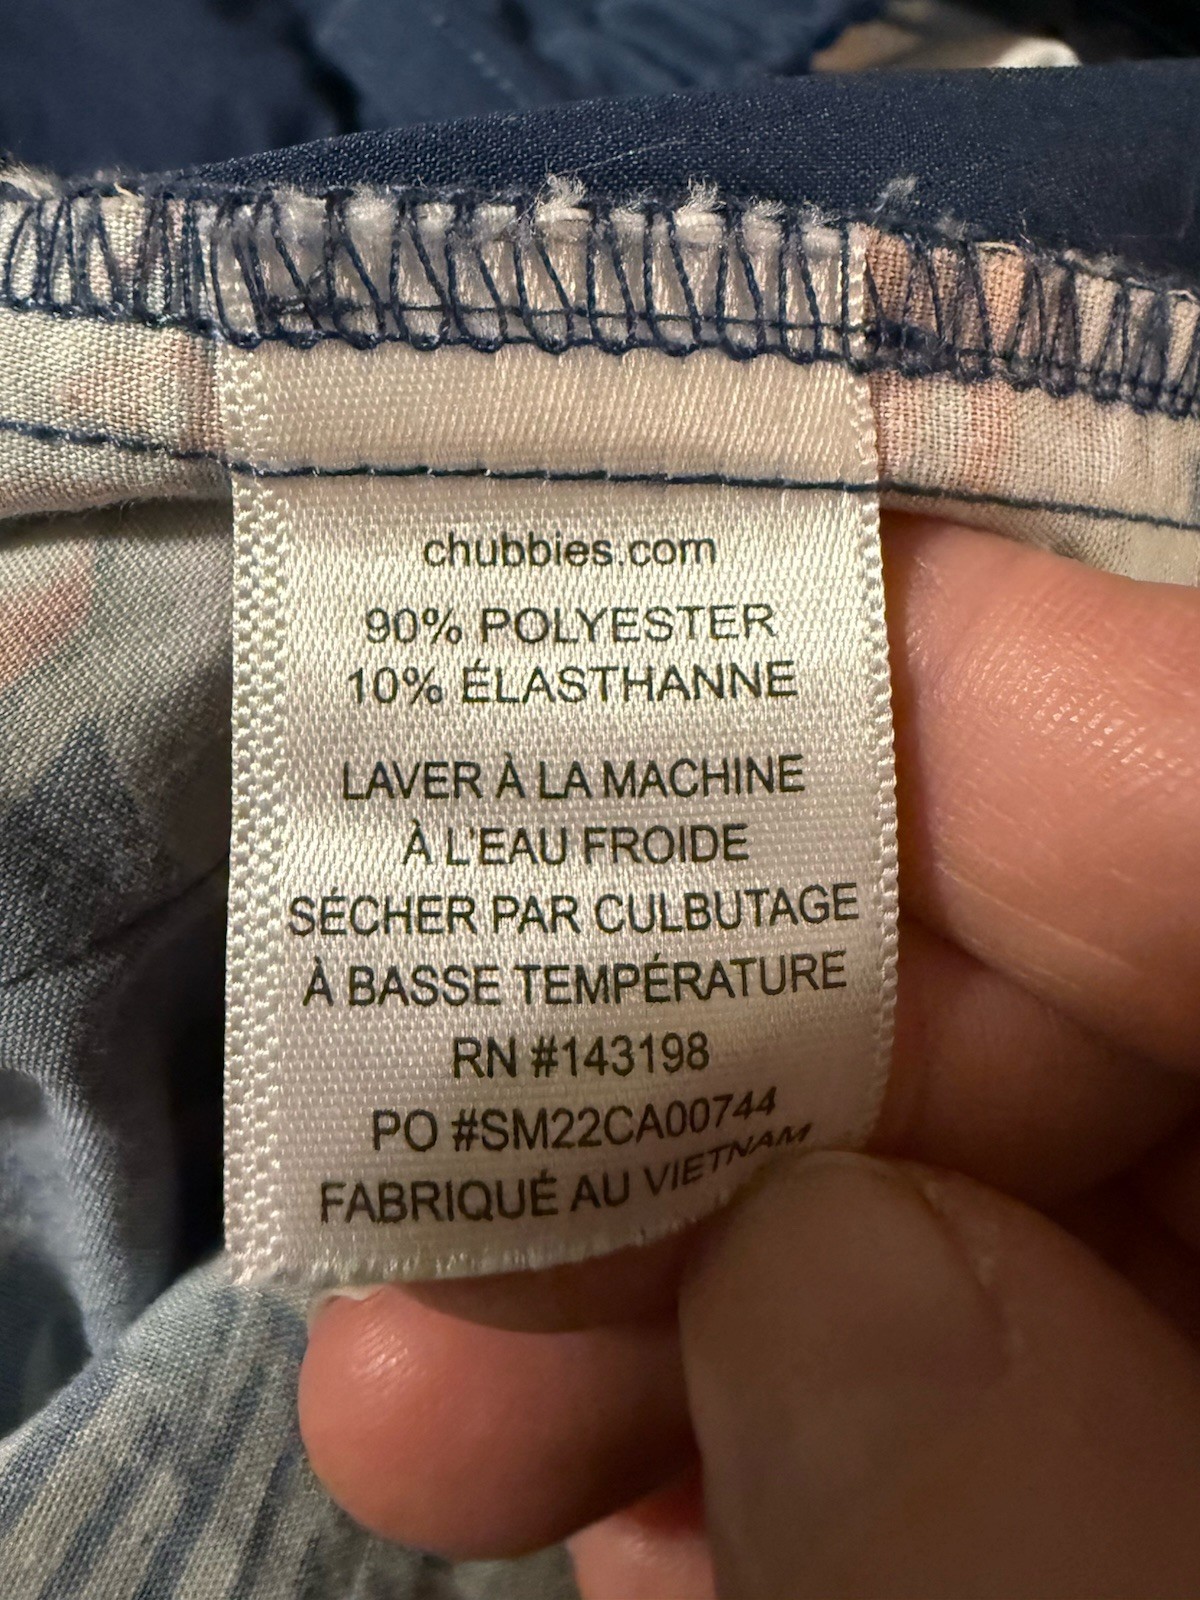 chubbies.com
90% POLYESTER
10% ÉLASTHANNE
LAVER À LA MACHINE
À L'EAU FROIDE
SÉCHER PAR CULBUTAGE
À BASSE TEMPÉRATURE
RN #143198
PO #SM22CA00744
FABRIQUÉ AU VIETNAM